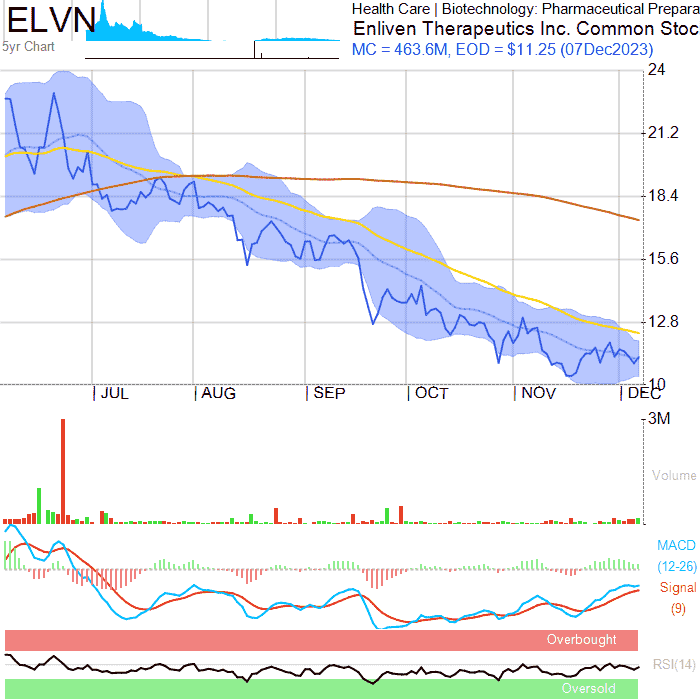 ELVN
5yr Chart
Health Care | Biotechnology: Pharmaceutical Prepara
Enliven Therapeutics Inc. Common Stoc
MC = 463.6M, EOD = $11.25 (07Dec2023)
24
21.2
18.4
15.6
12.8
10
JUL
AUG
SEP
OCT
NOV
DEC
3M
Volume
MACD
(12-26)
Signal
(9)
Overbought
RSI(14)
Oversold